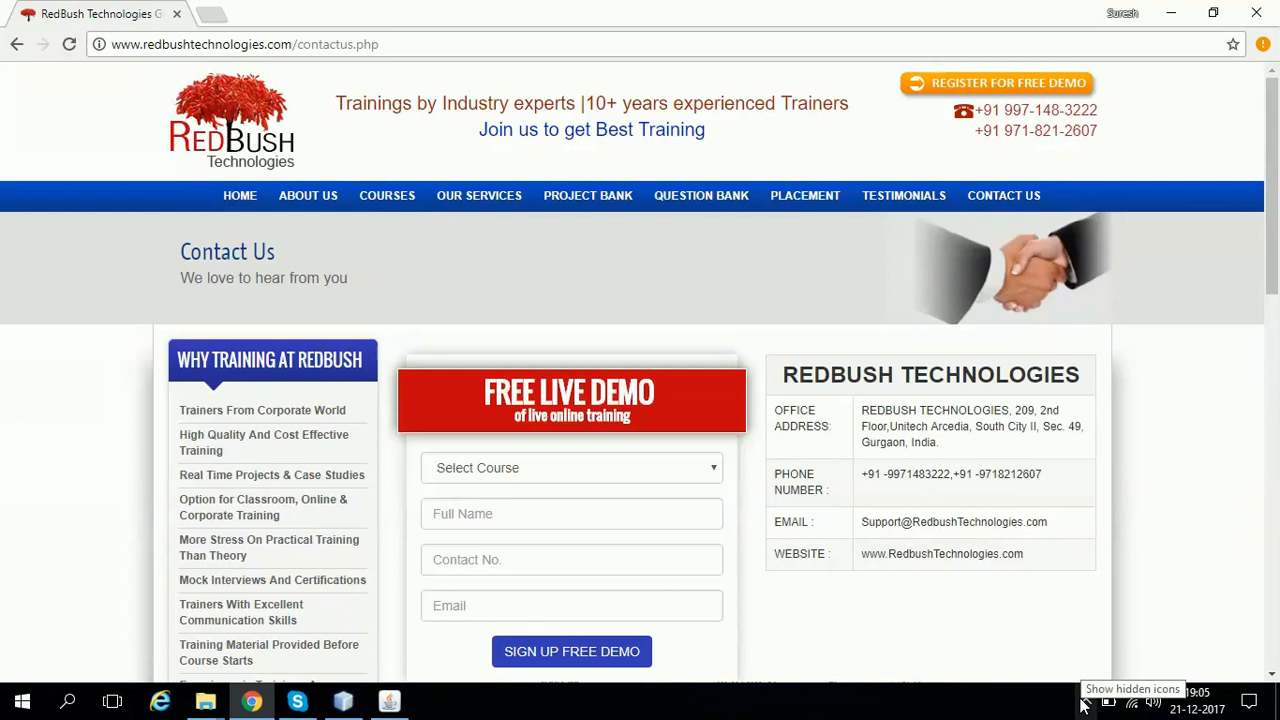 RedBush Technologies G
Suresh
www.redbushtechnologies.com/contactus.php
REDBUSH
Technologies
Trainings by Industry experts |10+ years experienced Trainers
Join us to get Best Training
REGISTER FOR FREE DEMO
+91 997-148-3222
+91 971-821-2607
HOME ABOUT US COURSES OUR SERVICES PROJECT BANK QUESTION BANK PLACEMENT TESTIMONIALS CONTACT US
Contact Us
We love to hear from you
WHY TRAINING AT REDBUSH
Trainers From Corporate World
High Quality And Cost Effective
Training
Real Time Projects & Case Studies
Option for Classroom, Online &
Corporate Training
More Stress On Practical Training
Than Theory
Mock Interviews And Certifications
Trainers With Excellent
Communication Skills
Training Material Provided Before
Course Starts
FREE LIVE DEMO
of live online training
Select Course
Full Name
Contact No.
Email
SIGN UP FREE DEMO
REDBUSH TECHNOLOGIES
OFFICE
ADDRESS:
REDBUSH TECHNOLOGIES, 209, 2nd
Floor,Unitech Arcedia, South City II, Sec. 49,
Gurgaon, India.
PHONE
NUMBER :
+91 -9971483222,+91 -9718212607
EMAIL :
Support@RedbushTechnologies.com
WEBSITE :
www.RedbushTechnologies.com
Show hidden icons
19:05
21-12-2017